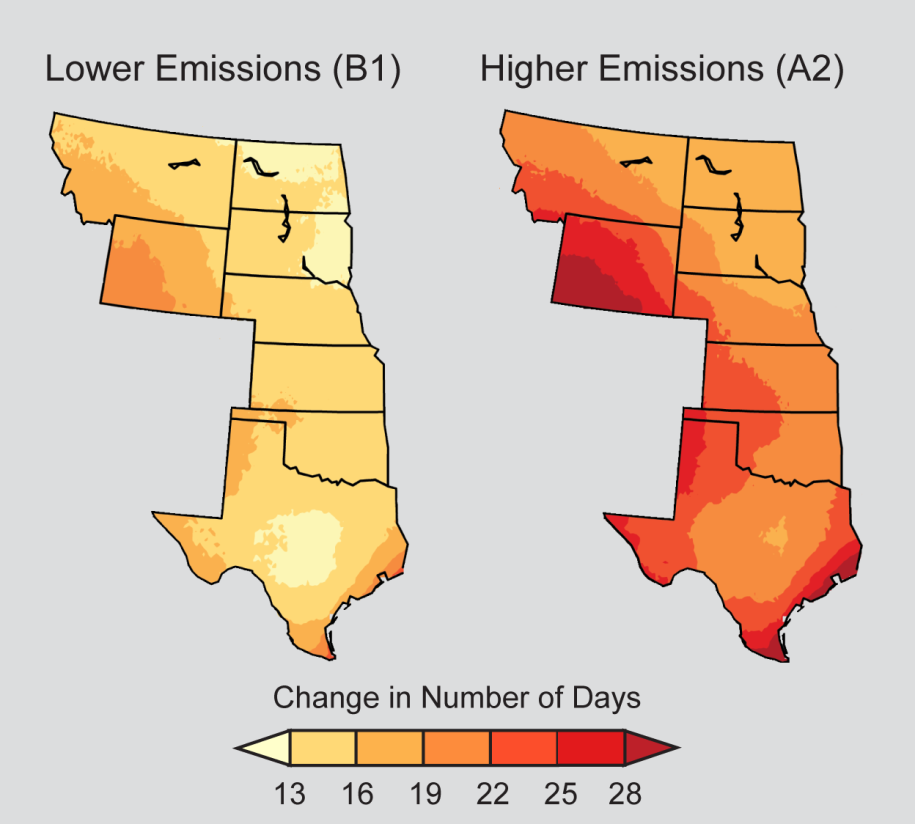 Lower Emissions (B1) Higher Emissions (A2)
Change in Number of Days
13 16 19 22 25 28